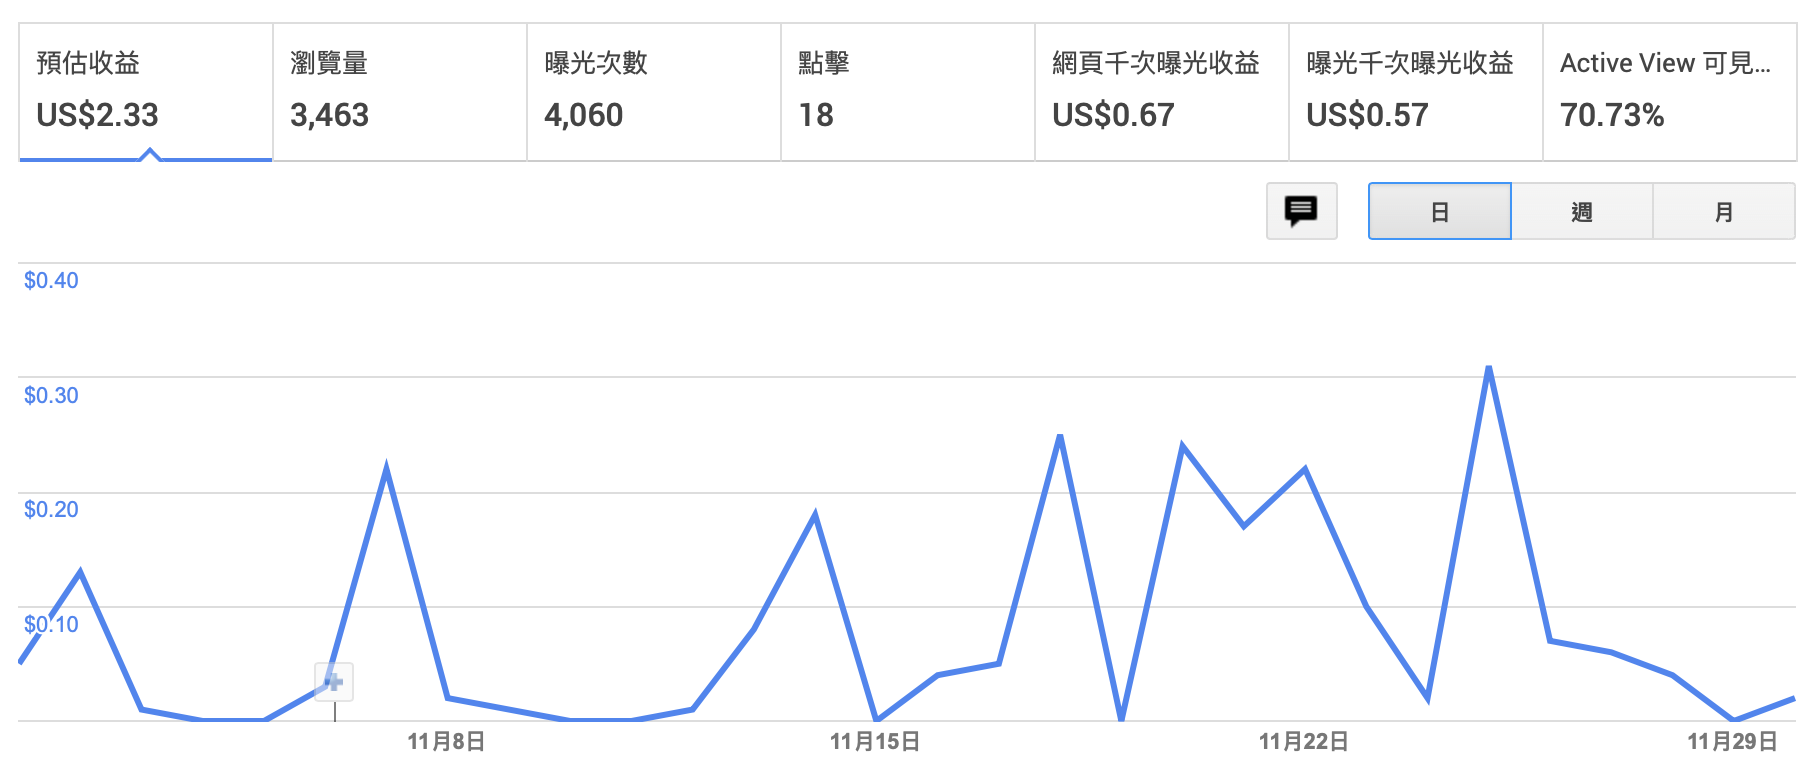 預估收益
US$2.33
瀏覽量
3,463
曝光次數
4,060
點擊
18
網頁千次曝光收益
US$0.67
曝光千次曝光收益
US$0.57
Active View 可見...
70.73%
日
週
月
$0.40
$0.30
$0.20
$0.10
11月8日
11月15日
11月22日
11月29日